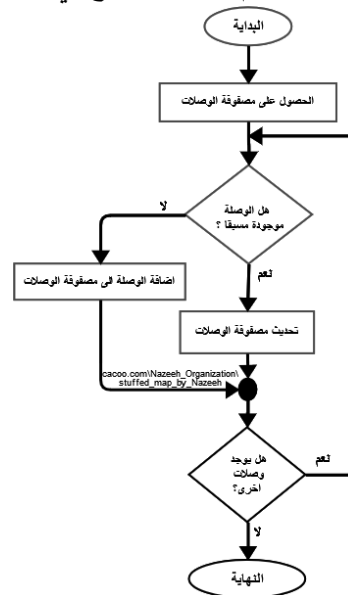 البداية
الحصول على مصفوفة الوصلات
هل الوصلة
موجودة مسبقا ؟
لا
نعم
اضافة الوصلة الى مصفوفة الوصلات
تحديث مصفوفة الوصلات
cacoo.com\Nazeeh_Organization\
stuffed_map_by_Nazeeh
هل يوجد
وصلات
اخرى؟
نعم
لا
النهاية